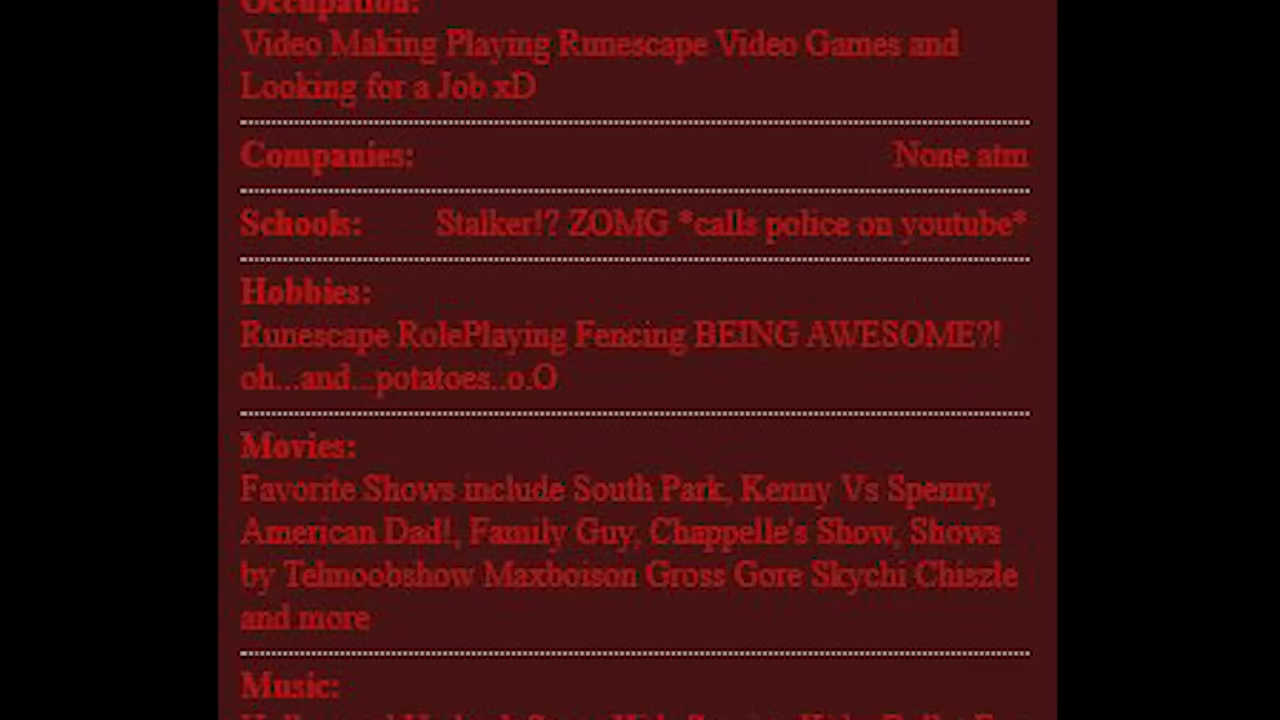 Occupation:
Video Making Playing Runescape Video Games and
Looking for a Job xD
Companies: None atm
Schools: Stalker!? ZOMG *calls police on youtube*
Hobbies:
Runescape RolePlaying Fencing BEING AWESOME?!
oh...and...potatoes..o.O
Movies:
Favorite Shows include South Park, Kenny Vs Spenny,
American Dad!, Family Guy, Chappelle's Show, Shows
by Tehnoobshow Maxboison Gross Gore Skychi Chiszle
and more
Music: